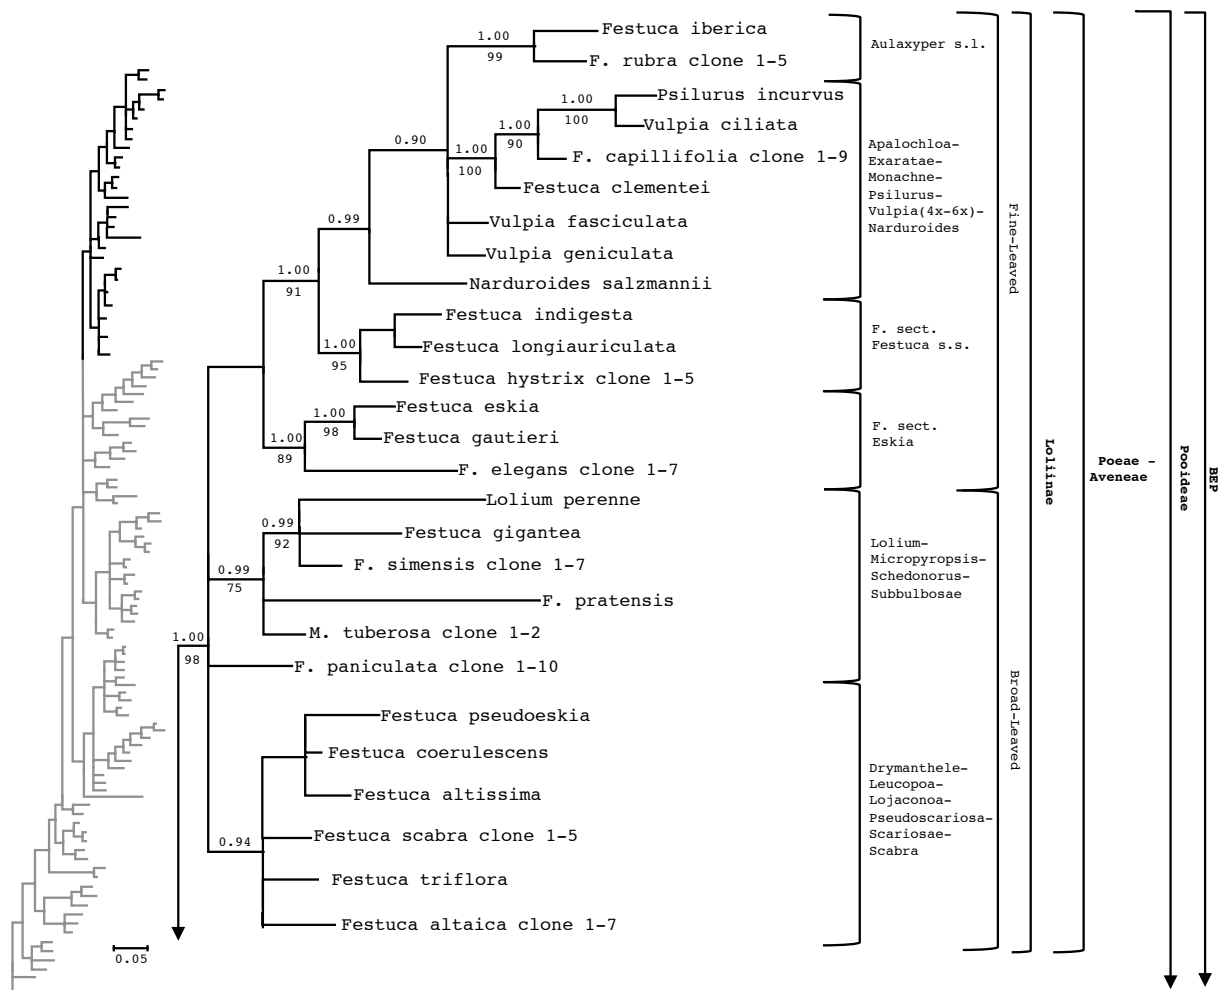 Festuca iberica
1.00
99
F. rubra clone 1-5
Aulaxyper s.l.
Psilurus incurvus
1.00
100
Vulpia ciliata
1.00
90
F. capillifolia clone 1-9
0.90
1.00
100
Festuca clementei
Vulpia fasciculata
Vulpia geniculata
0.99
Narduroides salzmannii
Apalochloa-
Exaratae-
Monachne-
Psilurus-
Vulpia(4x-6x)-
Narduroides
1.00
91
Festuca indigesta
Festuca longiauriculata
1.00
95
Festuca hystrix clone 1-5
F. sect.
Festuca s.s.
Festuca eskia
1.00
98
Festuca gautieri
1.00
89
F. elegans clone 1-7
F. sect.
Eskia
Fine-Leaved
Lolium perenne
0.99
92
Festuca gigantea
F. simensis clone 1-7
0.99
75
F. pratensis
M. tuberosa clone 1-2
1.00
98
F. paniculata clone 1-10
Lolium-
Micropyropsis-
Schedonorus-
Subbulbosae
Festuca pseudoeskia
Festuca coerulescens
Festuca altissima
Festuca scabra clone 1-5
0.94
Festuca triflora
Festuca altaica clone 1-7
Drymanthele-
Leucopoa-
Lojaconoa-
Pseudoscariosa-
Scariosae-
Scabra
Broad-Leaved
Loliinae
Poeae -
Aveneae
Pooideae
BEP
0.05